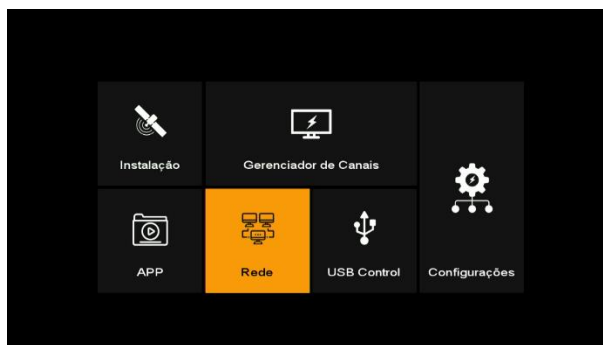 Instalação
Gerenciador de Canais
APP
Rede
USB Control
Configurações